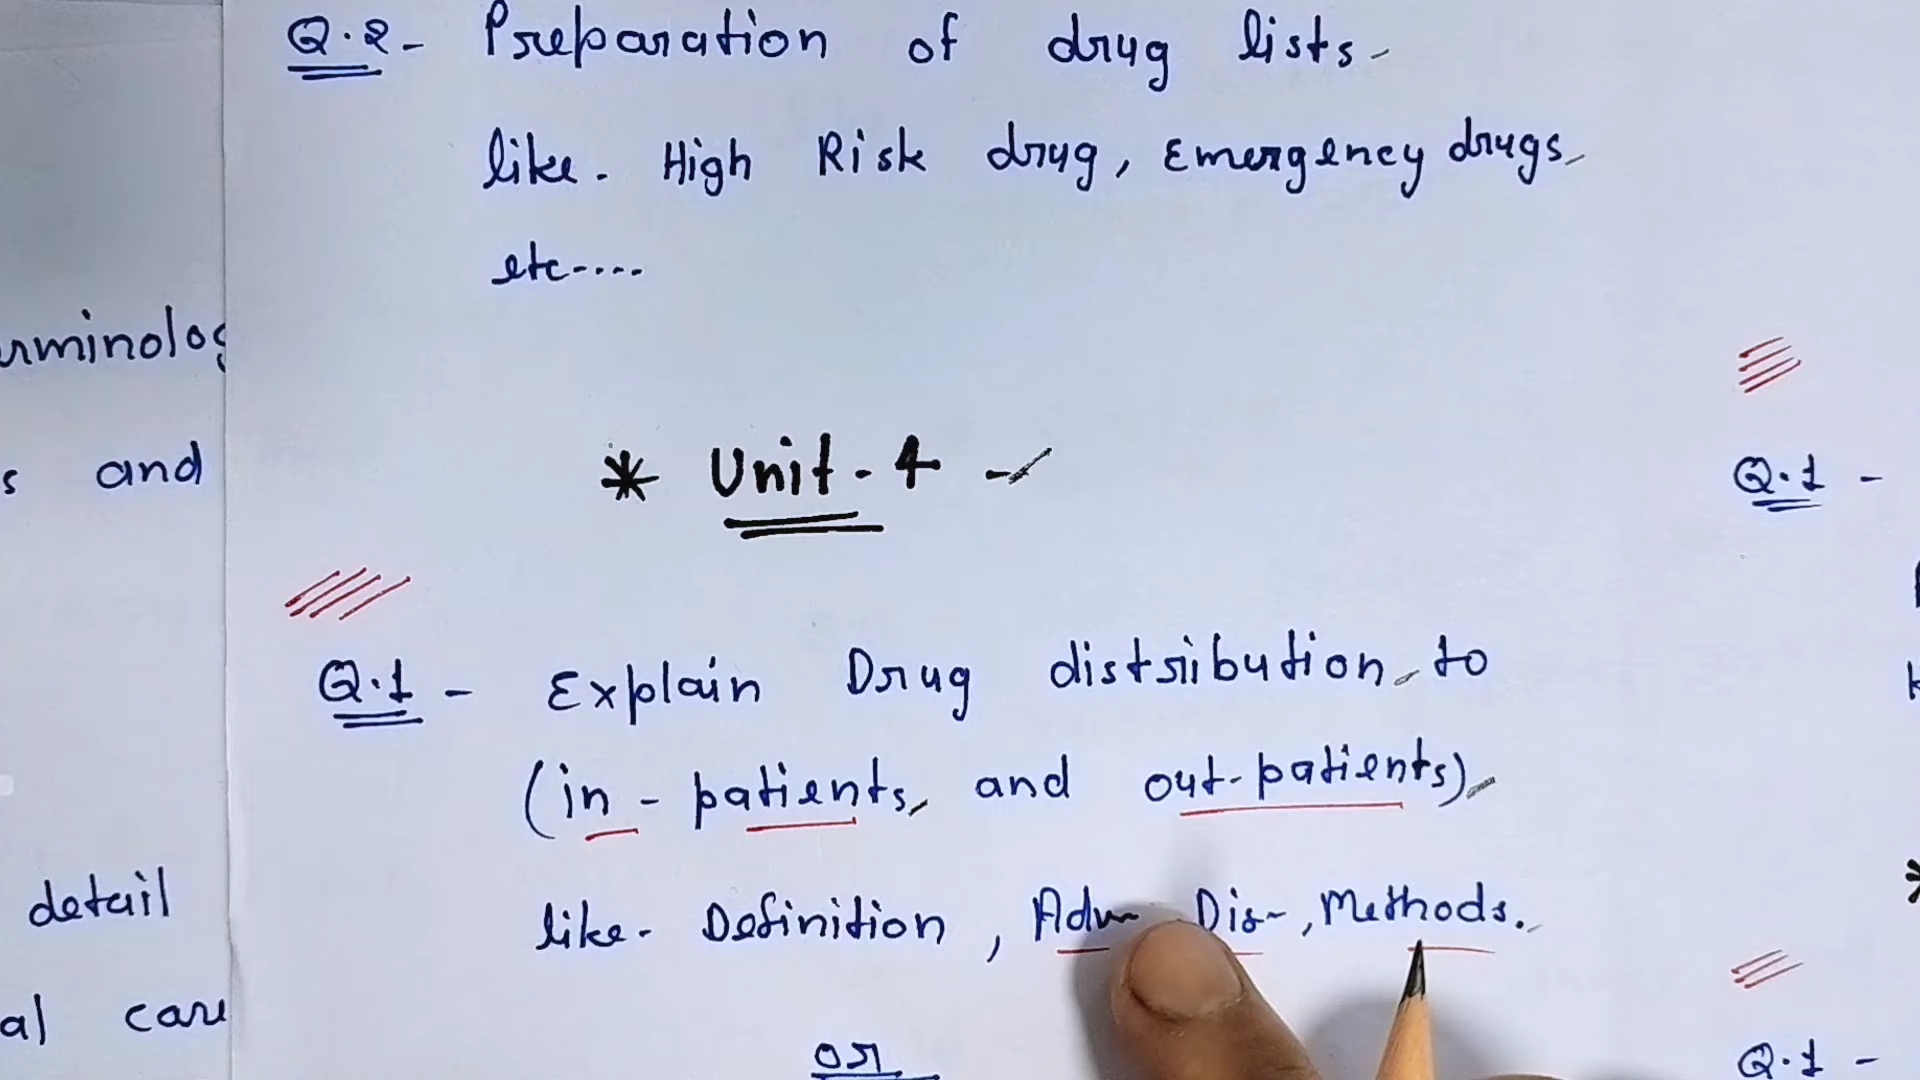 Q.2- Preparation of drug lists-
like. High Risk drug, Emergency drugs
etc----
* Unit-4 -
Q.1- Explain Drug distribution to
(in-patients, and out-patients)
like- Definition, Adv Dis-, Methods.
or
erminolog
s and
detail
al care
Q.1 -
*
Q.1 -